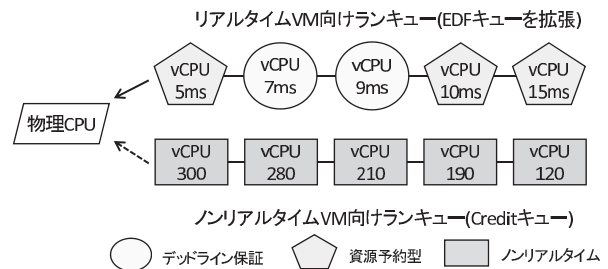 リアルタイムVM向けランキュー(EDFキューを拡張)
vCPU 5ms
vCPU 7ms
vCPU 9ms
vCPU 10ms
vCPU 15ms
物理CPU
vCPU 300
vCPU 280
vCPU 210
vCPU 190
vCPU 120
ノンリアルタイムVM向けランキュー(Creditキュー)
デッドライン保証
資源予約型
ノンリアルタイム